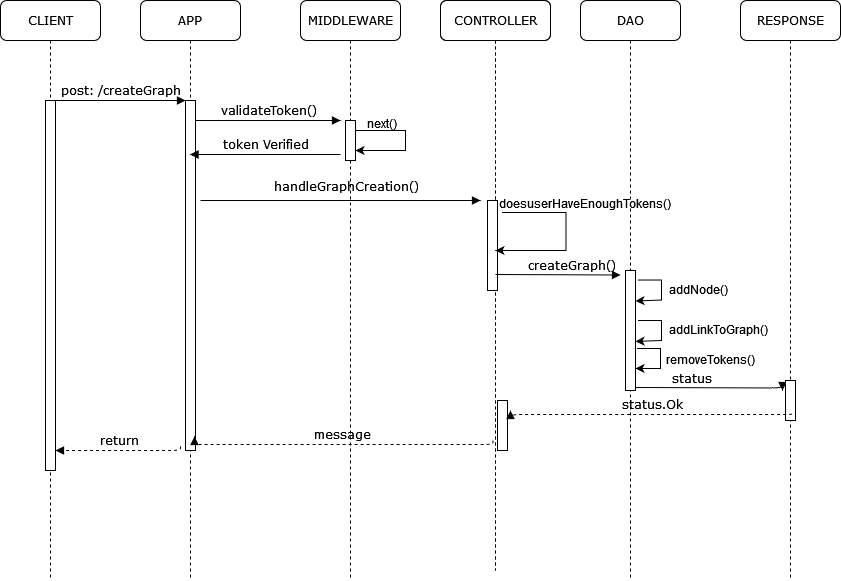 CLIENT
APP
MIDDLEWARE
CONTROLLER
DAO
RESPONSE
post: /createGraph
validateToken()
next()
token Verified
handleGraphCreation()
doesuserHaveEnoughTokens()
createGraph()
addNode()
addLinkToGraph()
removeTokens()
status
status.Ok
message
return